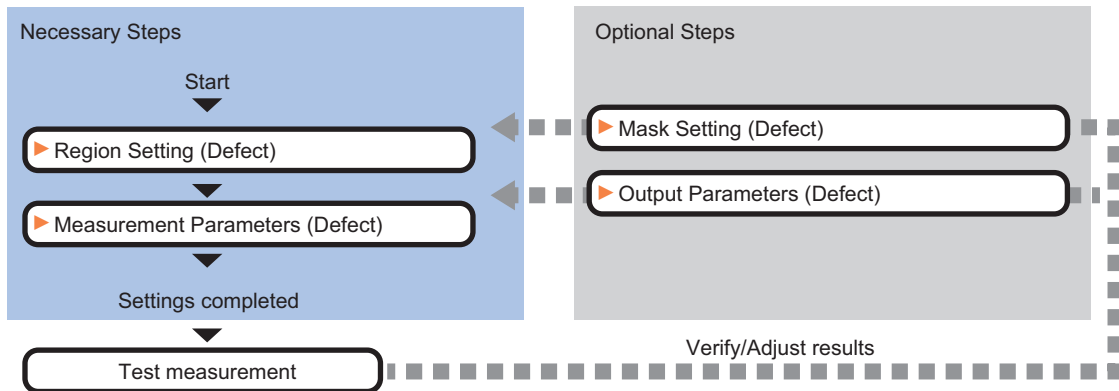 Necessary Steps
Start
Region Setting (Defect)
Measurement Parameters (Defect)
Settings completed
Test measurement
Optional Steps
Mask Setting (Defect)
Output Parameters (Defect)
Verify/Adjust results